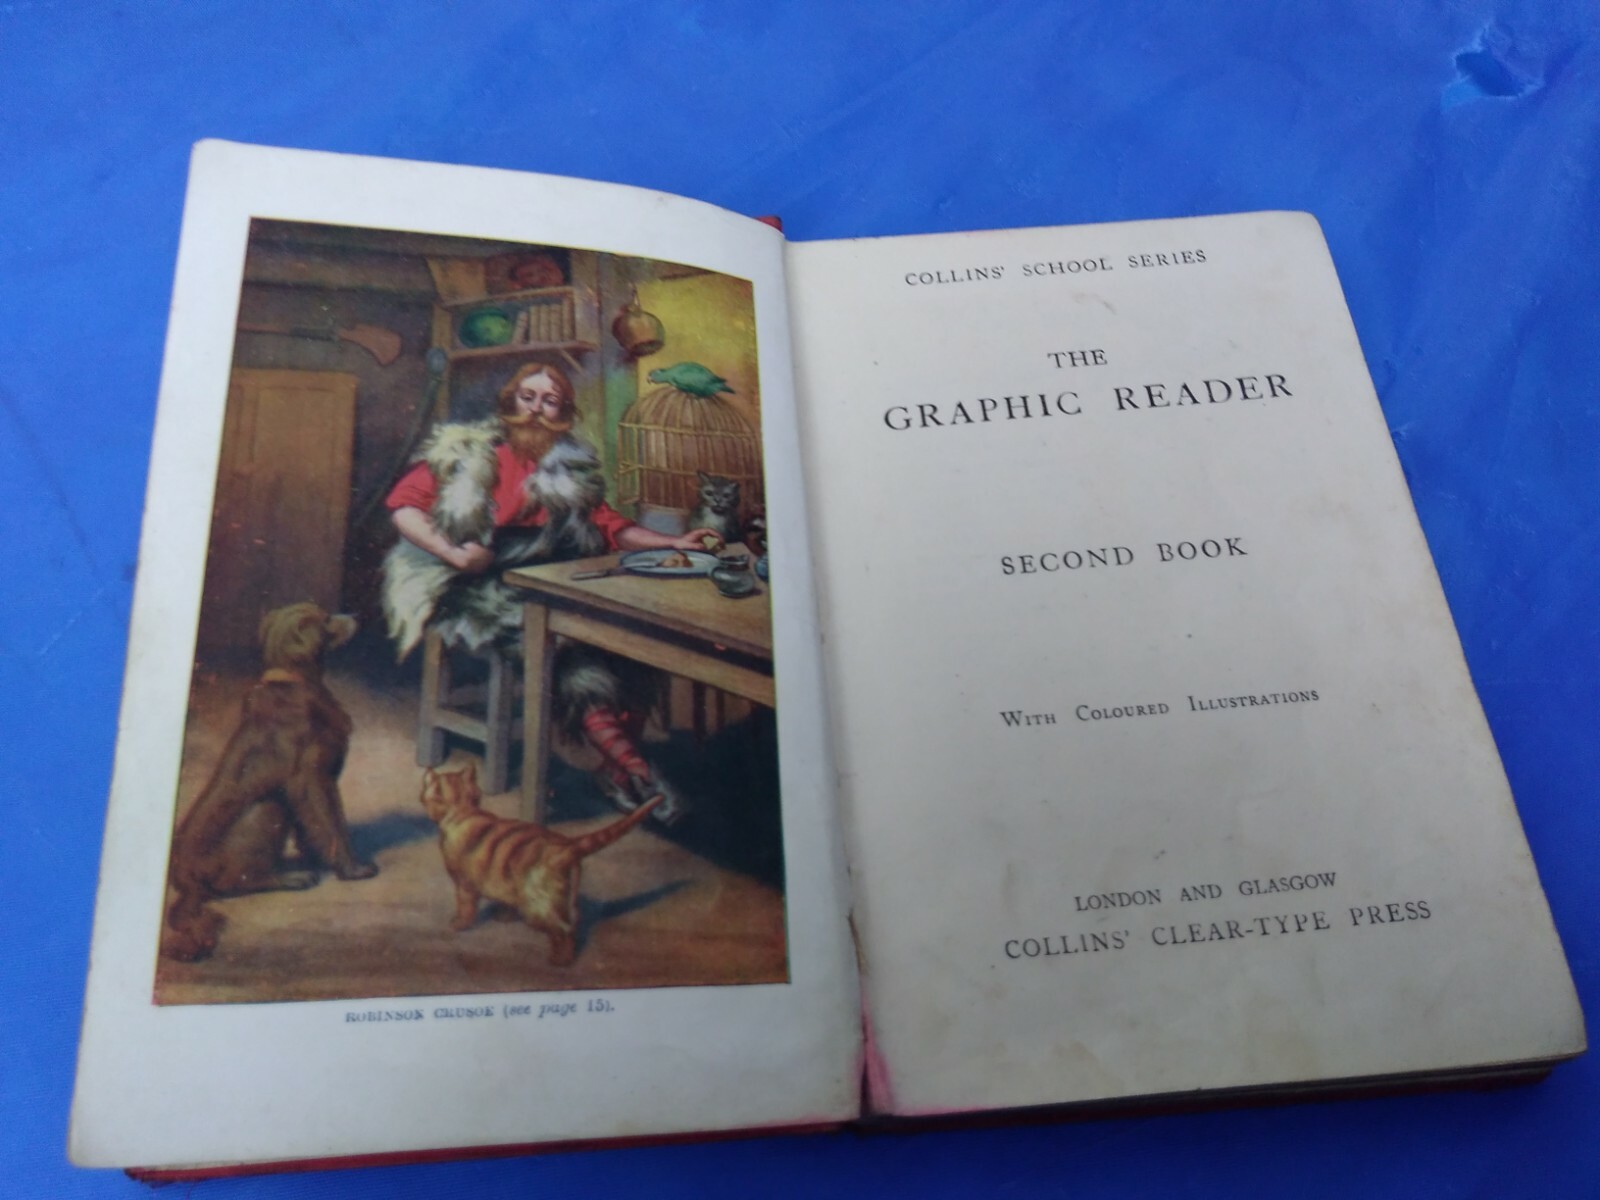 ROBINSON CRUSOE (see page 15).
COLLINS' SCHOOL SERIES
THE
GRAPHIC READER
SECOND BOOK
WITH COLOURED ILLUSTRATIONS
LONDON AND GLASGOW
COLLINS' CLEAR-TYPE PRESS